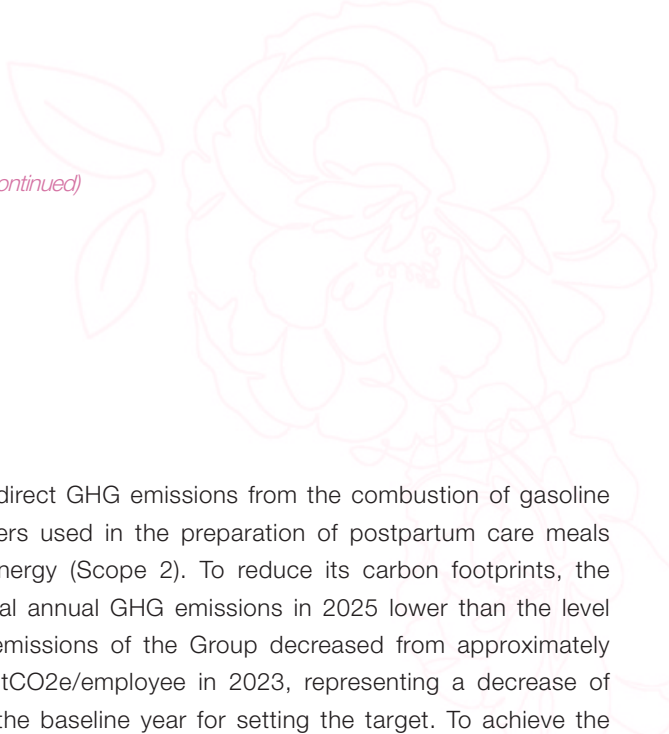 ontinued)
direct GHG emissions from the combustion of gasoline
ers used in the preparation of postpartum care meals
nergy (Scope 2). To reduce its carbon footprints, the
al annual GHG emissions in 2025 lower than the level
emissions of the Group decreased from approximately
tCO2e/employee in 2023, representing a decrease of
the baseline year for setting the target. To achieve the